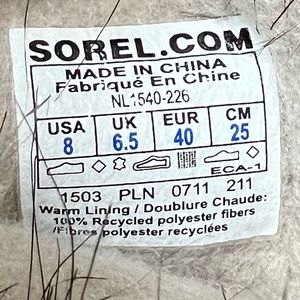 SOREL.COM
MADE IN CHINA
Fabriqué En Chine
NL1540-226
USA UK EUR CM
8 6.5 40 25
ECA-1
1503 PLN 0711 211
Warm Lining / Doublure Chaude:
100% Recycled polyester fibers
/Fibres polyester recyclées